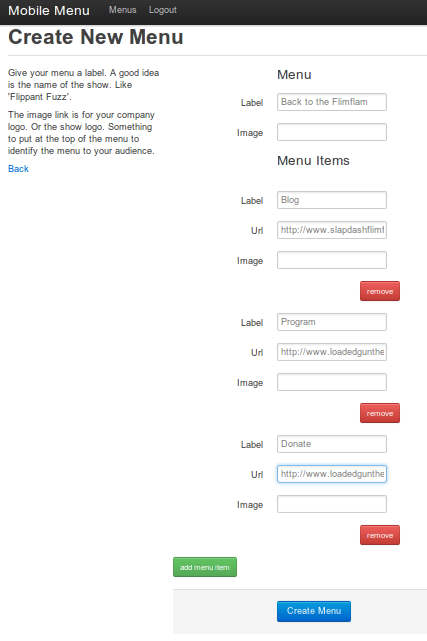 Mobile Menu Menus Logout
Create New Menu
Give your menu a label. A good idea
is the name of the show. Like
'Flippant Fuzz'.
The image link is for your company
logo. Or the show logo. Something
to put at the top of the menu to
identify the menu to your audience.
Back
Menu
Label Back to the Flimflam
Image
Menu Items
Label Blog
Url http://www.slapdashflimf
Image
remove
Label Program
Url http://www.loadedgunthe
Image
remove
Label Donate
Url http://www.loadedgunthe
Image
remove
add menu item
Create Menu